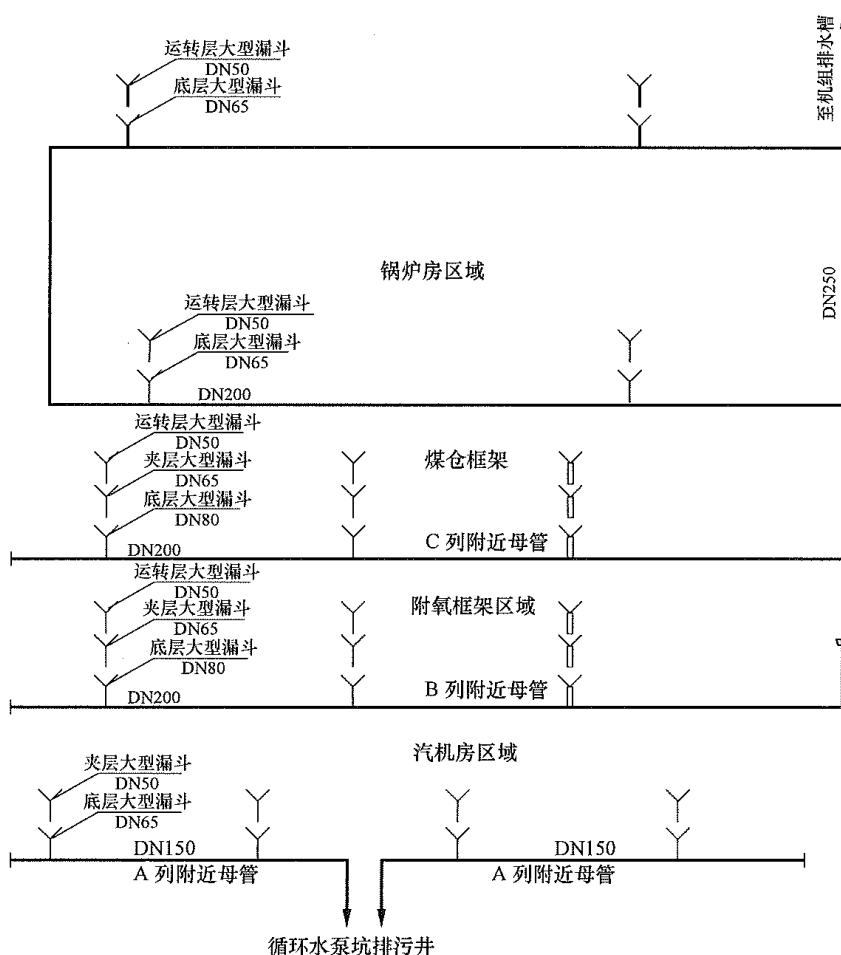 至机组排水槽
运转层大型漏斗
DN50
底层大型漏斗
DN65
锅炉房区域
DN250
运转层大型漏斗
DN50
底层大型漏斗
DN65
DN200
运转层大型漏斗
DN50
煤仓框架
夹层大型漏斗
DN65
底层大型漏斗
DN80
C 列附近母管
DN200
运转层大型漏斗
DN50
附氧框架区域
夹层大型漏斗
DN65
底层大型漏斗
DN80
B 列附近母管
DN200
汽机房区域
夹层大型漏斗
DN50
底层大型漏斗
DN65
DN150
DN150
A 列附近母管
A 列附近母管
循环水泵坑排污井